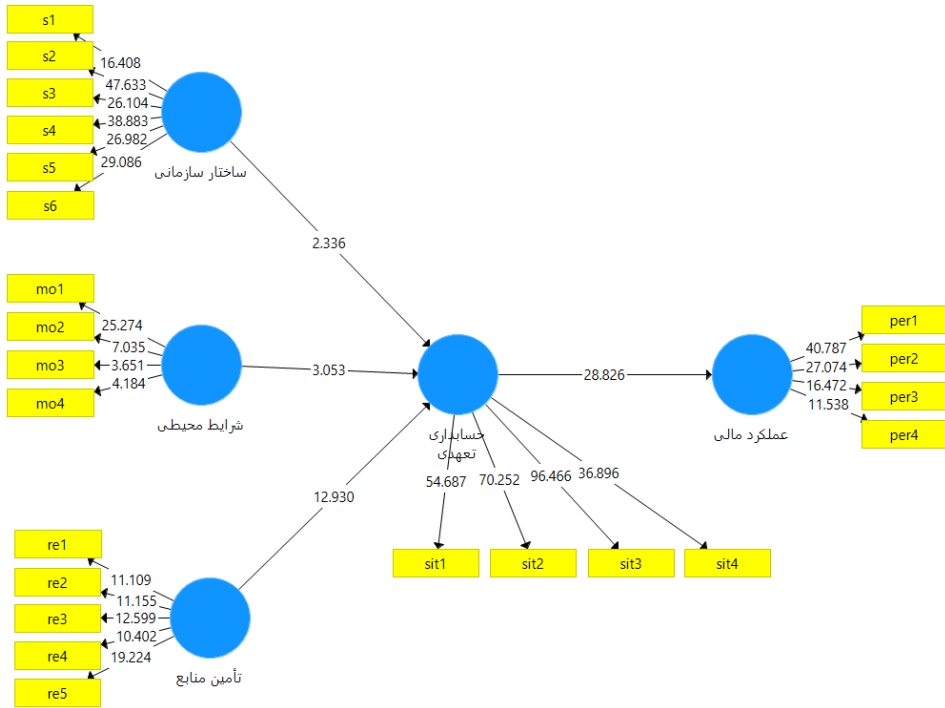 s1
s2
s3
s4
s5
s6
16.408
47.633
26.104
38.883
26.982
29.086
ساختار سازمانی
2.336
mo1
mo2
mo3
mo4
25.274
7.035
3.651
4.184
شرایط محیطی
3.053
re1
re2
re3
re4
re5
11.109
11.155
12.599
10.402
19.224
تأمین منابع
12.930
حسابداری
تعهدی
54.687
70.252
96.466
36.896
sit1
sit2
sit3
sit4
28.826
عملکرد مالی
40.787
27.074
16.472
11.538
per1
per2
per3
per4